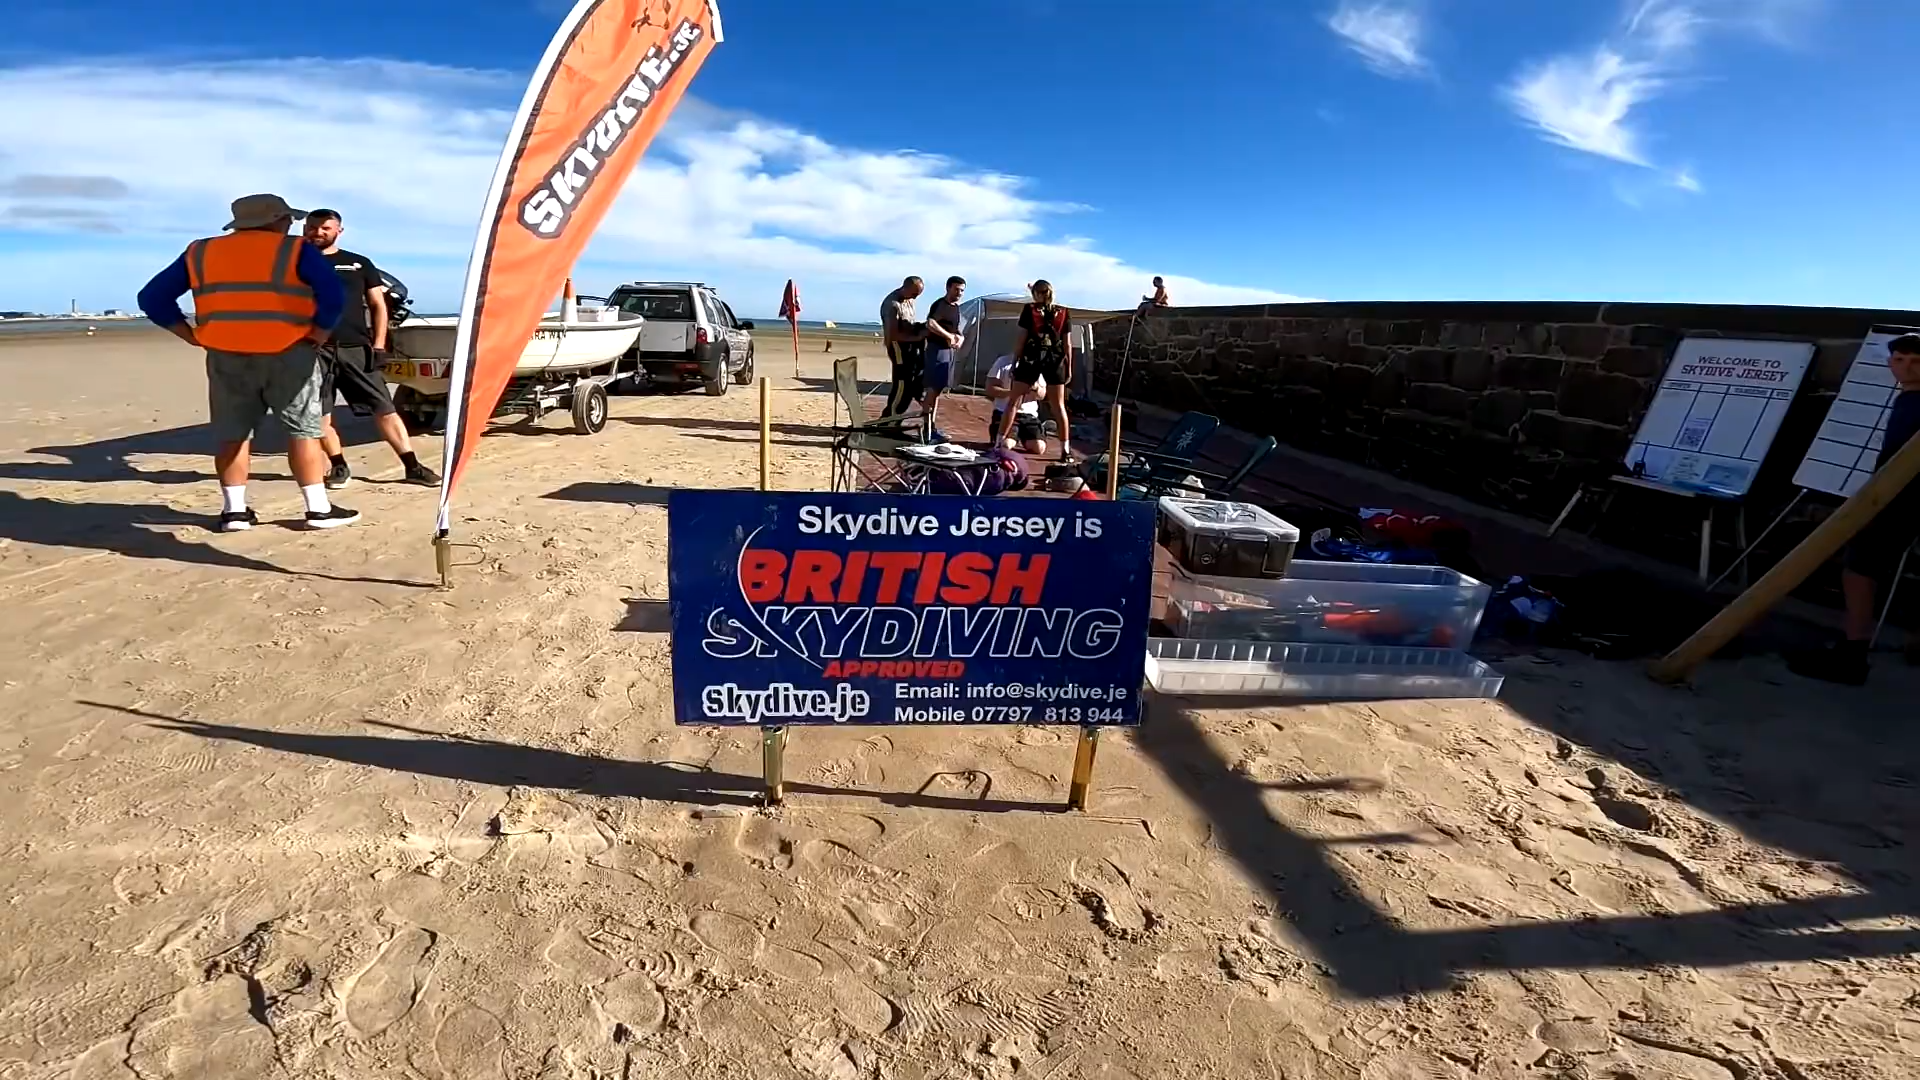 SKYDIVE.JE
WELCOME TO
SKYDIVE JERSEY
Skydive Jersey is
BRITISH
SKYDIVING
APPROVED
Skydive.je
Email: info@skydive.je
Mobile 07797 813 944